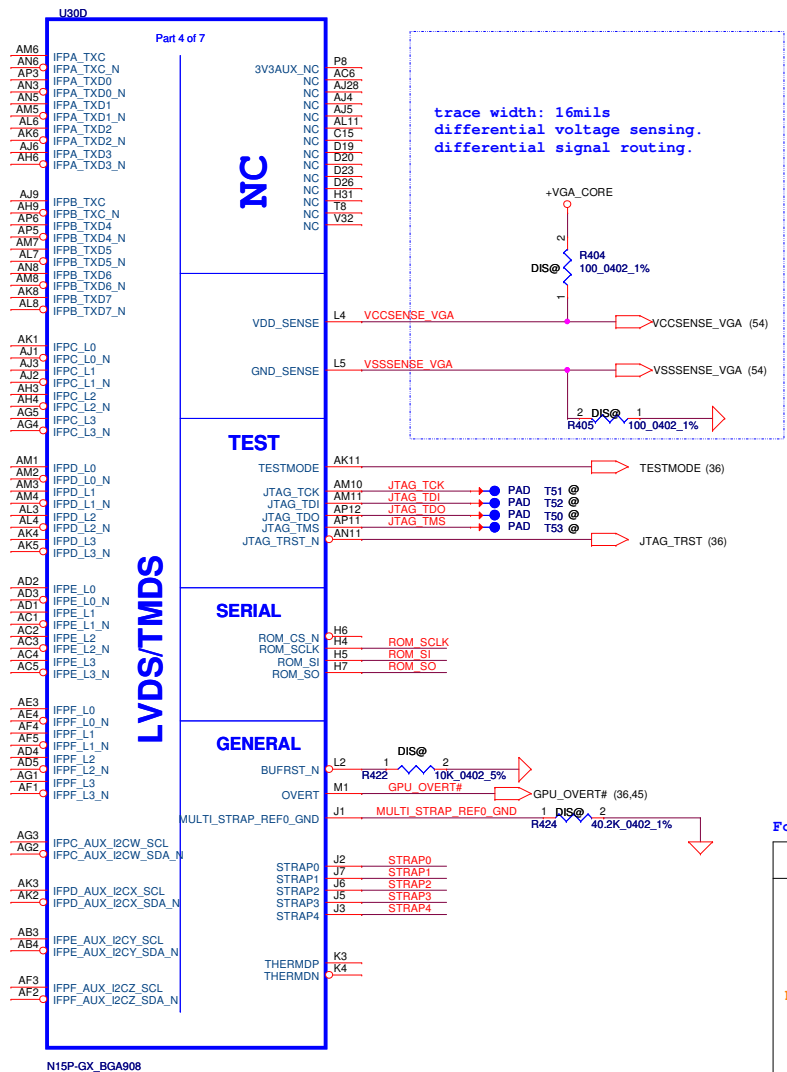 U30D
Part 4 of 7
AM6 IFPA_TXC
AN6 IFPA_TXC_N
AP3 IFPA_TXD0
AN3 IFPA_TXD0_N
AN5 IFPA_TXD1
AM5 IFPA_TXD1_N
AL6 IFPA_TXD2
AK6 IFPA_TXD2_N
AJ6 IFPA_TXD3
AH6 IFPA_TXD3_N
AJ9 IFPB_TXC
AH9 IFPB_TXC_N
AP6 IFPB_TXD4
AP5 IFPB_TXD4_N
AM7 IFPB_TXD5
AL7 IFPB_TXD5_N
AN8 IFPB_TXD6
AM8 IFPB_TXD6_N
AK8 IFPB_TXD7
AL8 IFPB_TXD7_N
AK1 IFPC_L0
AJ1 IFPC_L0_N
AJ3 IFPC_L1
AJ2 IFPC_L1_N
AH3 IFPC_L2
AH4 IFPC_L2_N
AG5 IFPC_L3
AG4 IFPC_L3_N
AM1 IFPD_L0
AM2 IFPD_L0_N
AM3 IFPD_L1
AM4 IFPD_L1_N
AL3 IFPD_L2
AL4 IFPD_L2_N
AK4 IFPD_L3
AK5 IFPD_L3_N
AD2 IFPE_L0
AD3 IFPE_L0_N
AD1 IFPE_L1
AC1 IFPE_L1_N
AC2 IFPE_L2
AC3 IFPE_L2_N
AC4 IFPE_L3
AC5 IFPE_L3_N
AE3 IFPF_L0
AE4 IFPF_L0_N
AF4 IFPF_L1
AF5 IFPF_L1_N
AD4 IFPF_L2
AD5 IFPF_L2_N
AG1 IFPF_L3
AF1 IFPF_L3_N
AG3 IFPC_AUX_I2CW_SCL
AG2 IFPC_AUX_I2CW_SDA_N
AK3 IFPD_AUX_I2CX_SCL
AK2 IFPD_AUX_I2CX_SDA_N
AB3 IFPE_AUX_I2CY_SCL
AB4 IFPE_AUX_I2CY_SDA_N
AF3 IFPF_AUX_I2CZ_SCL
AF2 IFPF_AUX_I2CZ_SDA_N
LVDS/TMDS
NC
3V3AUX_NC P8
NC AC6
NC AJ28
NC AJ4
NC AJ5
NC AL11
NC C15
NC D19
NC D20
NC D23
NC D26
NC H31
NC T8
NC V32
trace width: 16mils
differential voltage sensing.
differential signal routing.
+VGA_CORE
2
R404
DIS@ 100_0402_1%
1
VDD_SENSE L4 VCCSENSE_VGA VCCSENSE_VGA (54)
GND_SENSE L5 VSSSENSE_VGA VSSSENSE_VGA (54)
2 DIS@ 1
R405 100_0402_1%
TEST
TESTMODE AK11 TESTMODE (36)
JTAG_TCK AM10 JTAG_TCK PAD T51 @
JTAG_TDI AM11 JTAG_TDI PAD T52 @
JTAG_TDO AP12 JTAG_TDO PAD T50 @
JTAG_TMS AP11 JTAG_TMS PAD T53 @
JTAG_TRST_N AN11 JTAG_TRST (36)
SERIAL
ROM_CS_N H6
ROM_SCLK H4 ROM_SCLK
ROM_SI H5 ROM_SI
ROM_SO H7 ROM_SO
GENERAL
DIS@
BUFRST_N L2 1 2
R422 10K_0402_5%
OVERT M1 GPU_OVERT# GPU_OVERT# (36,45)
MULTI_STRAP_REF0_GND J1 MULTI_STRAP_REF0_GND 1 DIS@ 2
R424 40.2K_0402_1%
STRAP0 J2 STRAP0
STRAP1 J7 STRAP1
STRAP2 J6 STRAP2
STRAP3 J5 STRAP3
STRAP4 J3 STRAP4
THERMDP K3
THERMDN K4
N15P-GX_BGA908